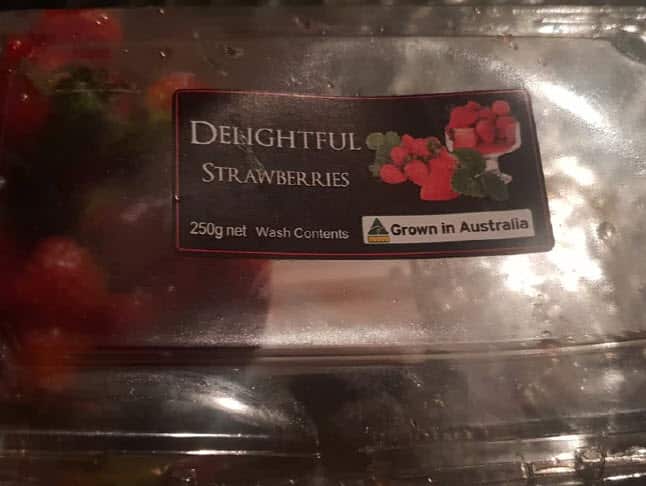 DELIGHTFUL
STRAWBERRIES
250g net Wash Contents
Grown in Australia